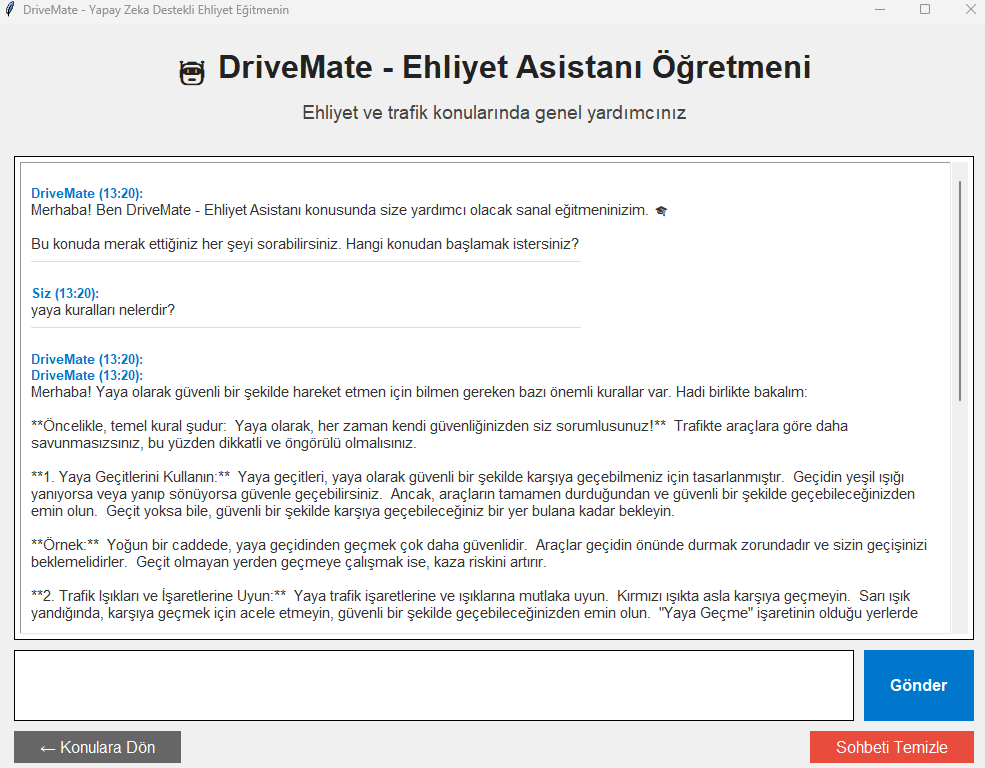 DriveMate - Yapay Zeka Destekli Ehliyet Eğitmenin
DriveMate - Ehliyet Asistanı Öğretmeni
Ehliyet ve trafik konularında genel yardımcınız
DriveMate (13:20):
Merhaba! Ben DriveMate - Ehliyet Asistanı konusunda size yardımcı olacak sanal eğitmeninizim.
Bu konuda merak ettiğiniz her şeyi sorabilirsiniz. Hangi konudan başlamak istersiniz?
Siz (13:20):
yaya kuralları nelerdir?
DriveMate (13:20):
DriveMate (13:20):
Merhaba! Yaya olarak güvenli bir şekilde hareket etmen için bilmen gereken bazı önemli kurallar var. Hadi birlikte bakalım:
**Öncelikle, temel kural şudur:  Yaya olarak, her zaman kendi güvenliğinizden siz sorumlusunuz!**  Trafikte araçlara göre daha
savunmasızsınız, bu yüzden dikkatli ve öngörülü olmalısınız.
**1. Yaya Geçitlerini Kullanın:**  Yaya geçitleri, yaya olarak güvenli bir şekilde karşıya geçebilmeniz için tasarlanmıştır.  Geçidin yeşil ışığı
yanıyorsa veya yanıp sönüyorsa güvenle geçebilirsiniz.  Ancak, araçların tamamen durduğundan ve güvenli bir şekilde geçebileceğinizden
emin olun.  Geçit yoksa bile, güvenli bir şekilde karşıya geçebileceğiniz bir yer bulana kadar bekleyin.
**Örnek:**  Yoğun bir caddede, yaya geçidinden geçmek çok daha güvenlidir.  Araçlar geçidin önünde durmak zorundadır ve sizin geçişinizi
beklemelidirler.  Geçit olmayan yerden geçmeye çalışmak ise, kaza riskini artırır.
**2. Trafik Işıkları ve İşaretlerine Uyun:**  Yaya trafik işaretlerine ve ışıklarına mutlaka uyun.  Kırmızı ışıkta asla karşıya geçmeyin.  Sarı ışık
yandığında, karşıya geçmek için acele etmeyin, güvenli bir şekilde geçebileceğinizden emin olun.  "Yaya Geçme" işaretinin olduğu yerlerde
Gönder
← Konulara Dön
Sohbeti Temizle